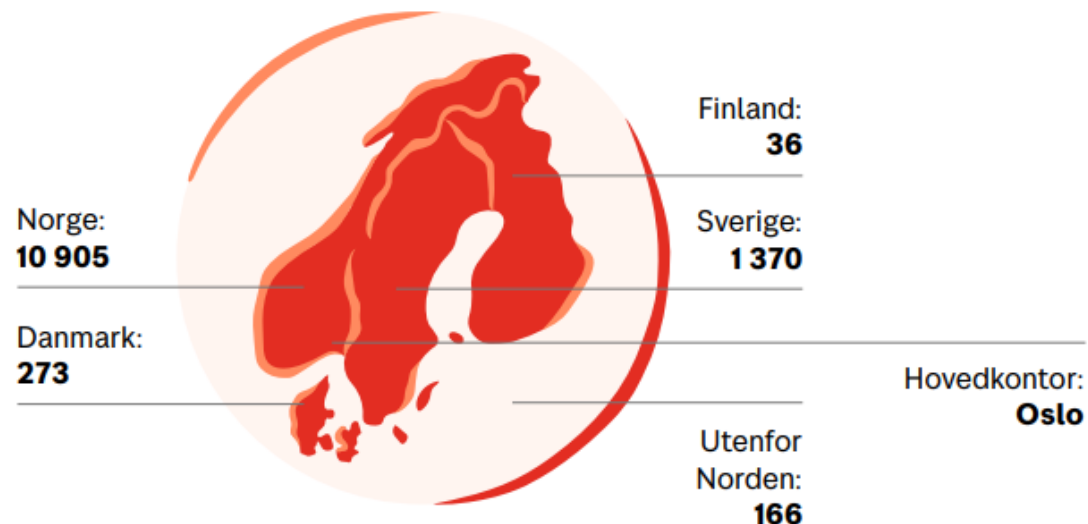 Finland:
36
Norge:
10 905
Sverige:
1 370
Danmark:
273
Hovedkontor:
Oslo
Utenfor
Norden:
166